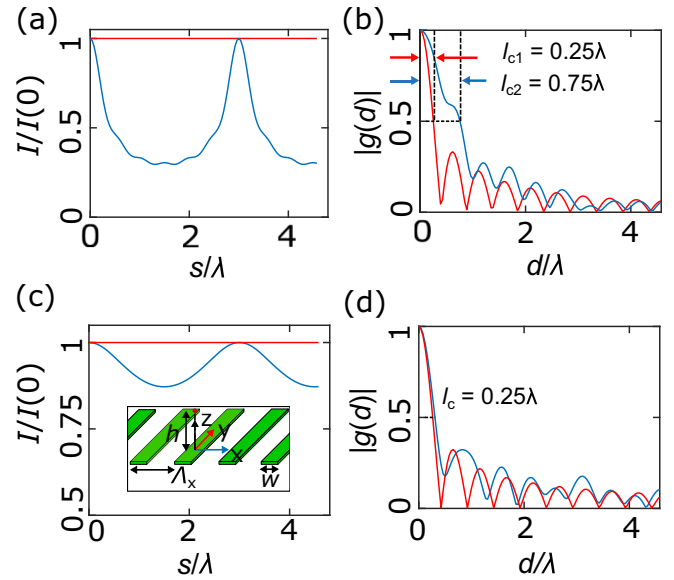 (a)
I/I(0)
1
0.5
0
0 2 4
s/λ
(b)
|g(d)|
1
0.5
0
l_c1 = 0.25λ
l_c2 = 0.75λ
0 2 4
d/λ
(c)
I/I(0)
1
0.75
0.5
h z y x
Λ_x w
0 2 4
s/λ
(d)
|g(d)|
1
0.5
0
l_c = 0.25λ
0 2 4
d/λ